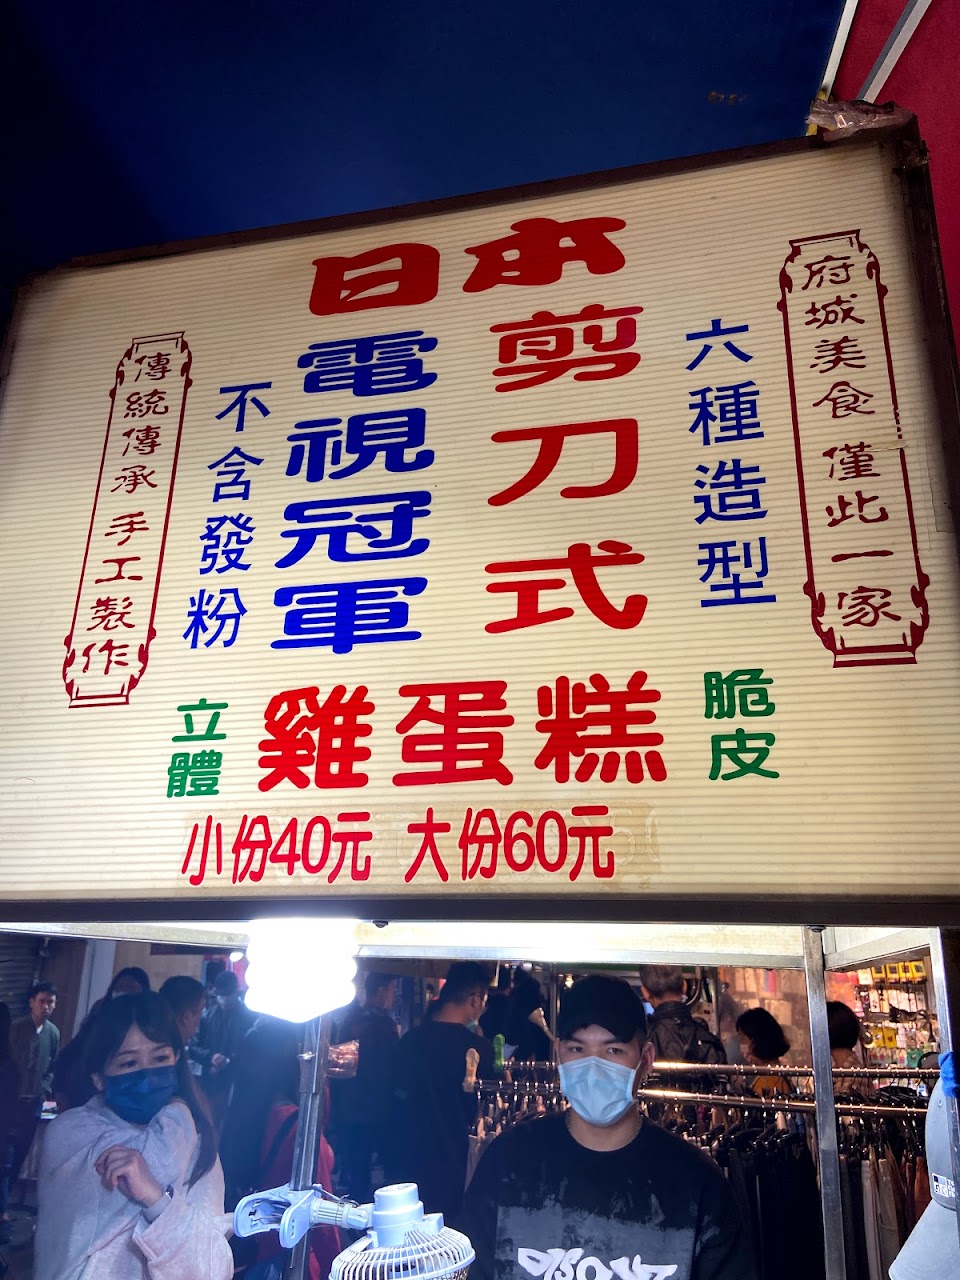 日本
府城美食 僅此一家
六種造型
剪刀式
電視冠軍
不含發粉
傳統傳承 手工製作
脆皮
雞蛋糕
立體
小份40元 大份60元